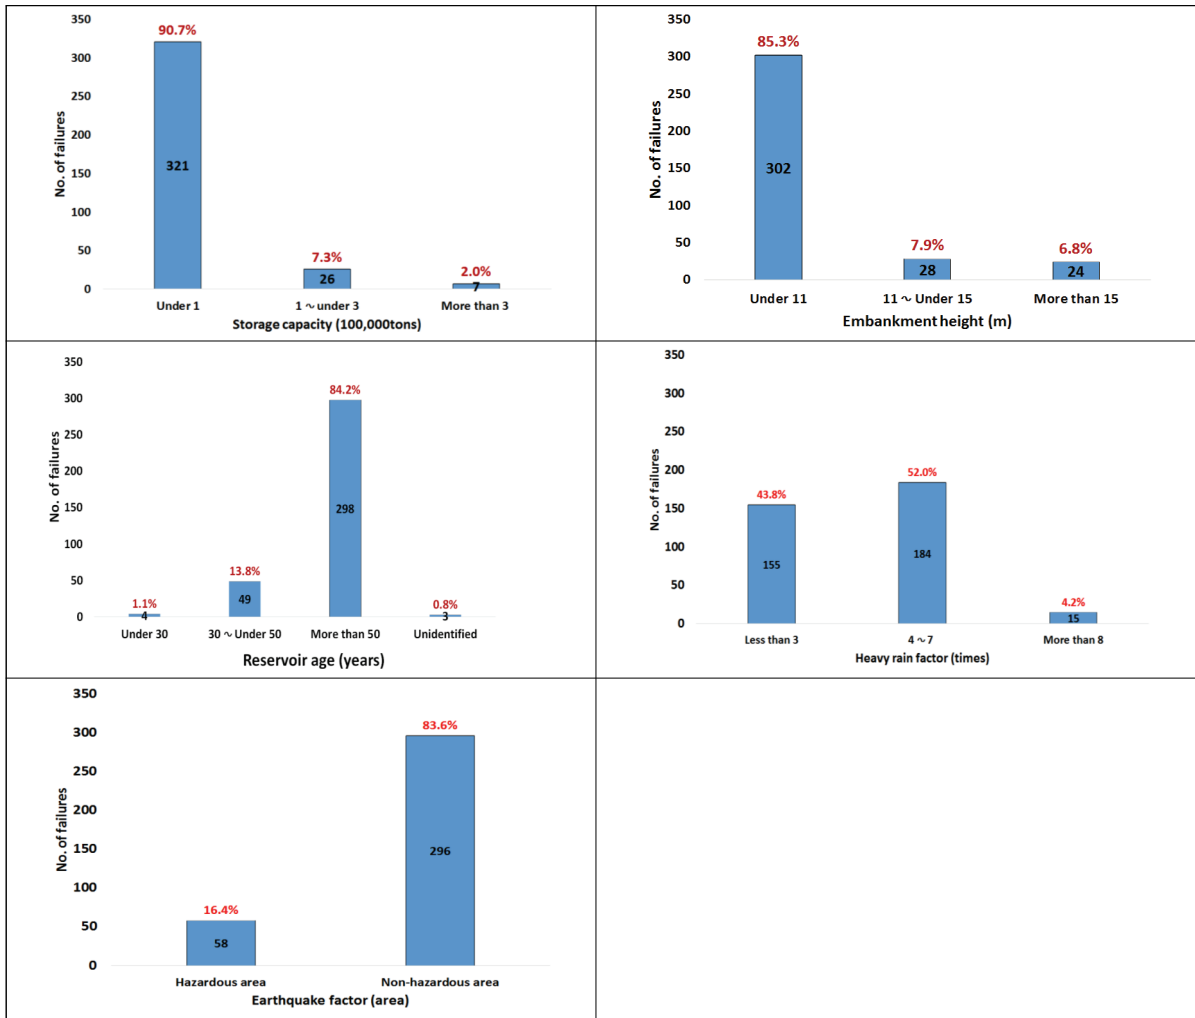 350
300
250
200
150
100
50
0
No. of failures
90.7%
321
7.3%
26
2.0%
7
Under 1
1 ~ under 3
More than 3
Storage capacity (100,000tons)
350
300
250
200
150
100
50
0
No. of failures
85.3%
302
7.9%
28
6.8%
24
Under 11
11 ~ Under 15
More than 15
Embankment height (m)
350
300
250
200
150
100
50
0
No. of failures
1.1%
4
13.8%
49
84.2%
298
0.8%
3
Under 30
30 ~ Under 50
More than 50
Unidentified
Reservoir age (years)
350
300
250
200
150
100
50
0
No. of failures
43.8%
155
52.0%
184
4.2%
15
Less than 3
4 ~ 7
More than 8
Heavy rain factor (times)
350
300
250
200
150
100
50
0
No. of failures
16.4%
58
83.6%
296
Hazardous area
Non-hazardous area
Earthquake factor (area)